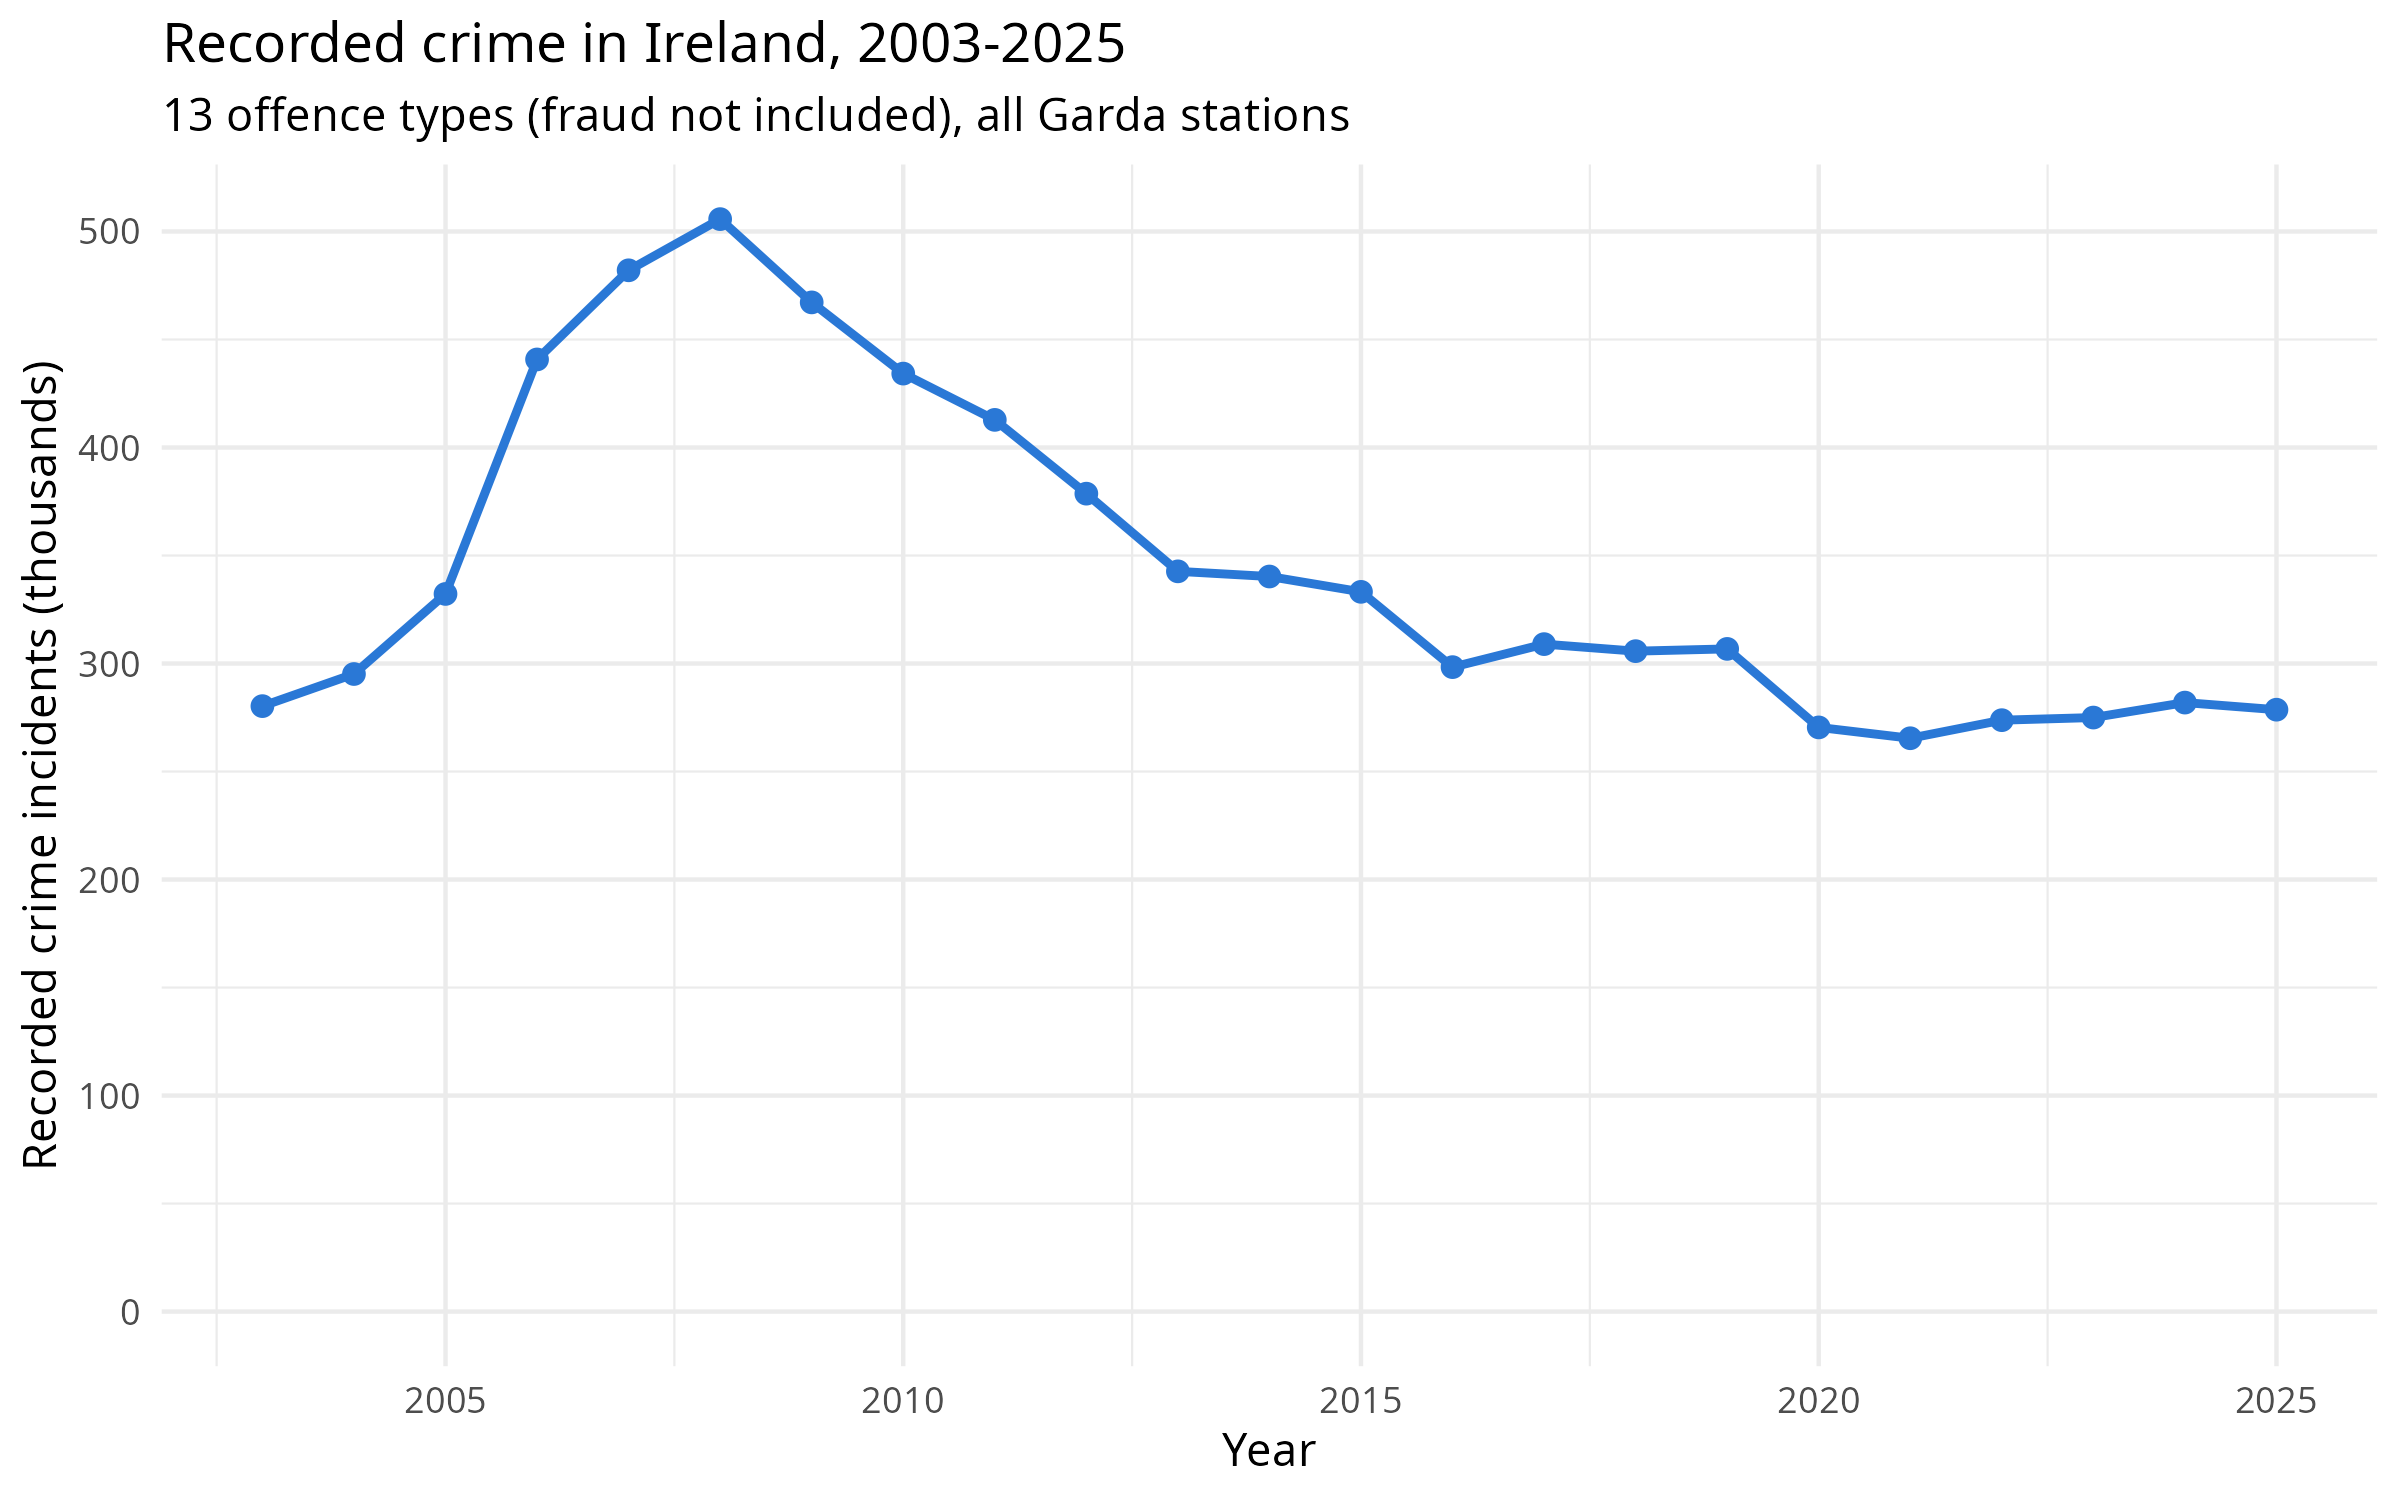 Recorded crime in Ireland, 2003-2025
13 offence types (fraud not included), all Garda stations
Recorded crime incidents (thousands)
500
400
300
200
100
0
2005 2010 2015 2020 2025
Year